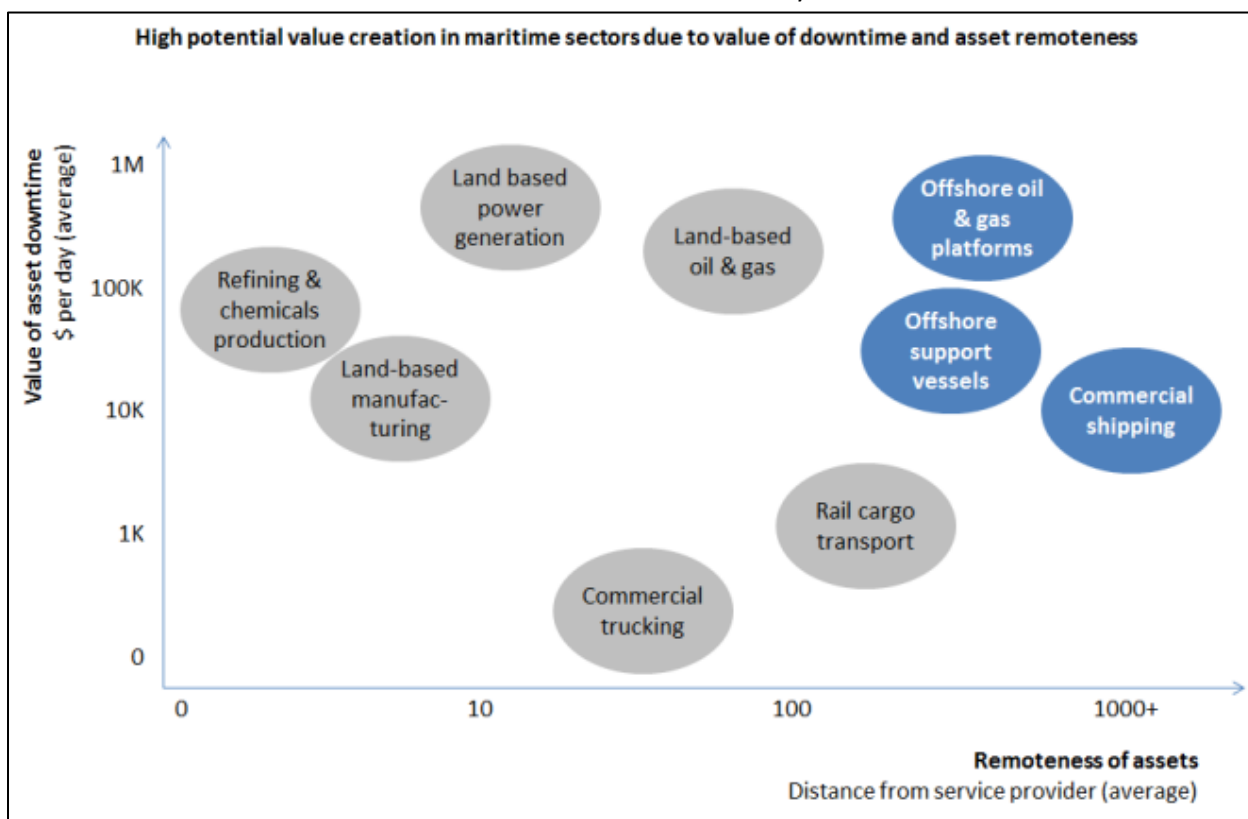 High potential value creation in maritime sectors due to value of downtime and asset remoteness
Value of asset downtime
$ per day (average)
1M
100K
10K
1K
0
Land based
power
generation
Land-based
oil & gas
Offshore oil
& gas
platforms
Refining &
chemicals
production
Offshore
support
vessels
Land-based
manufac-
turing
Commercial
shipping
Rail cargo
transport
Commercial
trucking
0
10
100
1000+
Remoteness of assets
Distance from service provider (average)